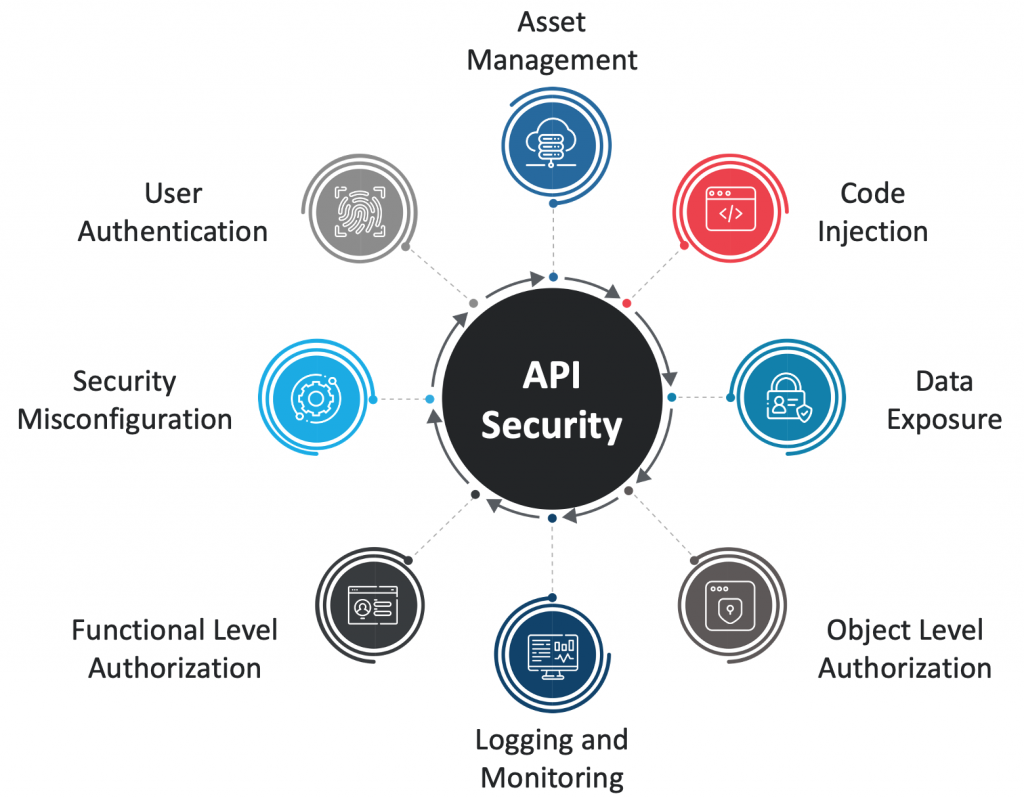 Asset
Management
User
Authentication
Code
Injection
API
Security
Security
Misconfiguration
Data
Exposure
Functional Level
Authorization
Object Level
Authorization
Logging and
Monitoring